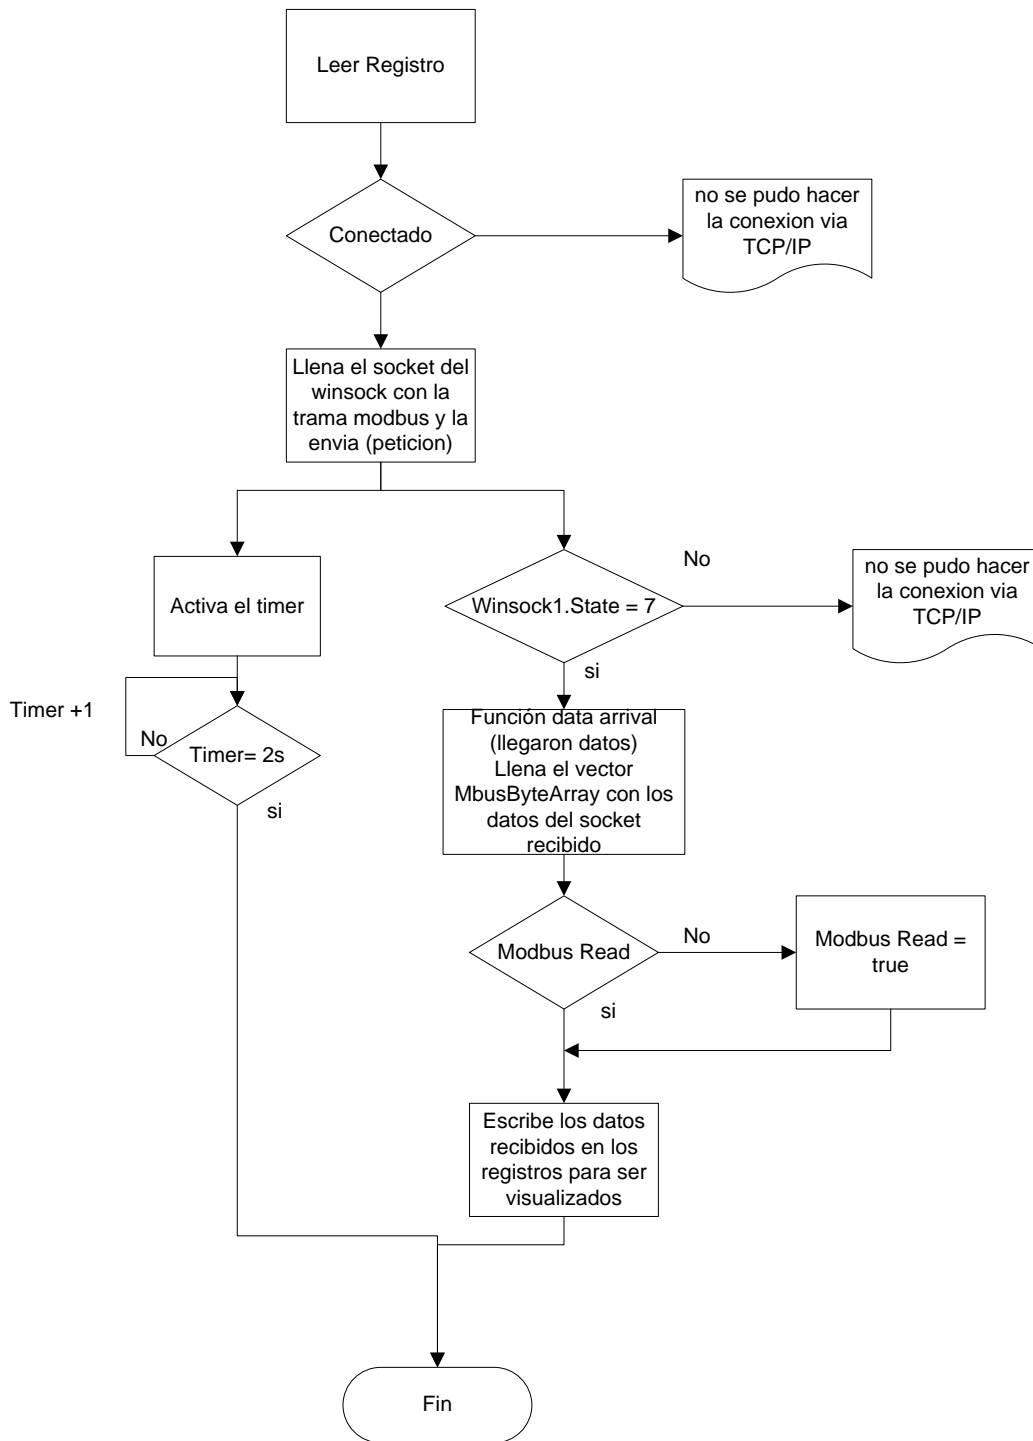 Leer Registro
Conectado
no se pudo hacer
la conexion via
TCP/IP
Llena el socket del
winsock con la
trama modbus y la
envia (peticion)
Activa el timer
Winsock1.State = 7
No
no se pudo hacer
la conexion via
TCP/IP
si
Timer +1
No
Timer= 2s
si
Función data arrival
(llegaron datos)
Llena el vector
MbusByteArray con los
datos del socket
recibido
Modbus Read
No
Modbus Read =
true
si
Escribe los datos
recibidos en los
registros para ser
visualizados
Fin